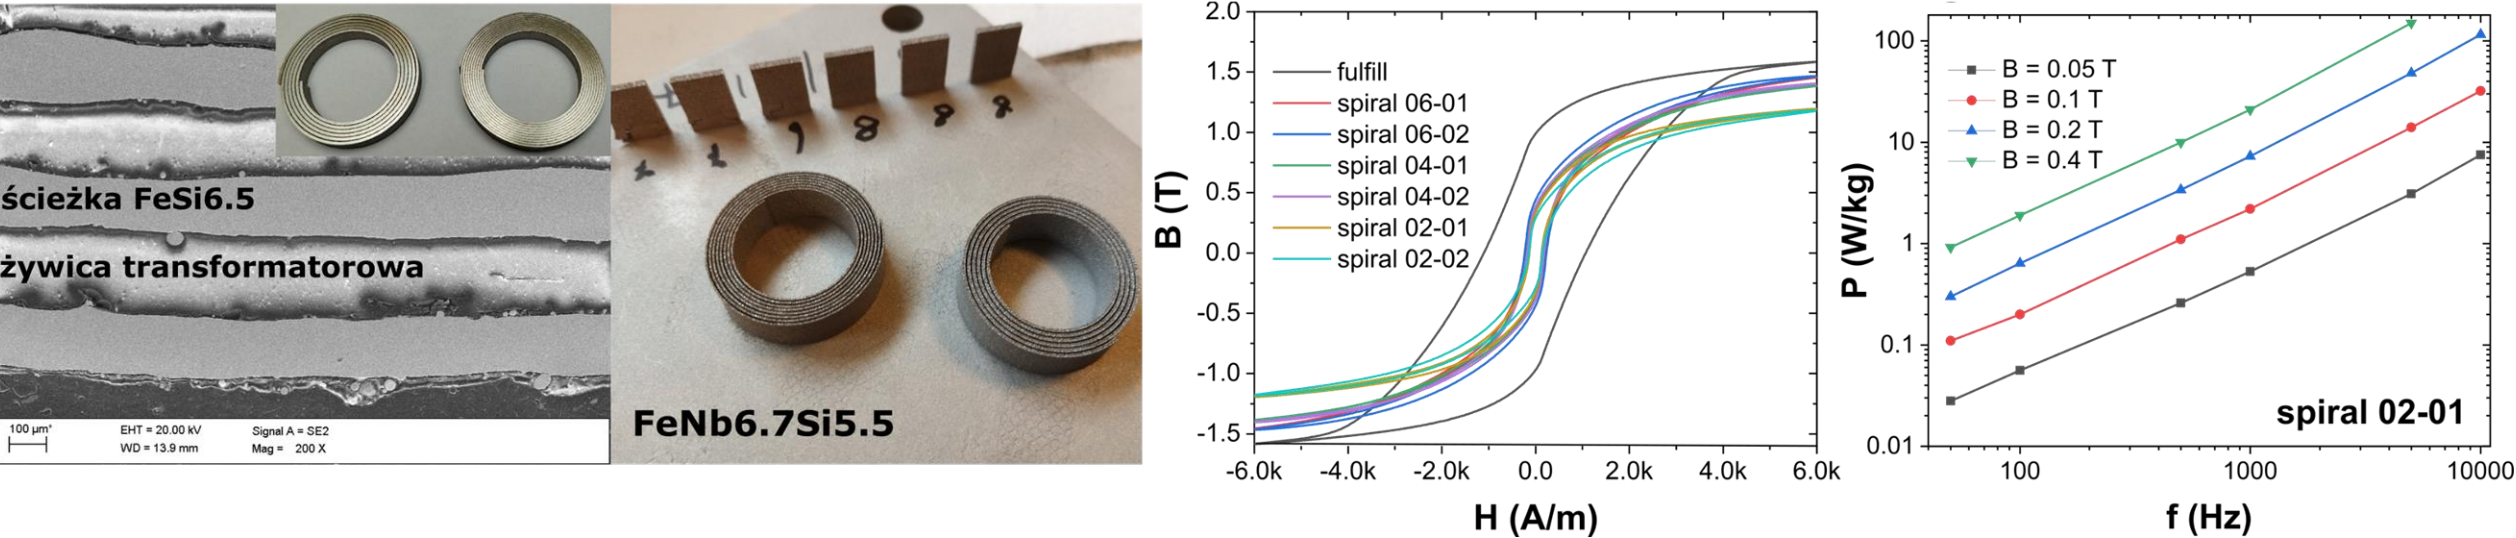 ścieżka FeSi6.5
żywica transformatorowa
100 µm*
EHT = 20.00 kV
Signal A = SE2
WD = 13.9 mm
Mag = 200 X
FeNb6.7Si5.5
B (T)
2.0
1.5
1.0
0.5
0.0
-0.5
-1.0
-1.5
fulfill
spiral 06-01
spiral 06-02
spiral 04-01
spiral 04-02
spiral 02-01
spiral 02-02
-6.0k -4.0k -2.0k 0.0 2.0k 4.0k 6.0k
H (A/m)
P (W/kg)
100
10
1
0.1
0.01
B = 0.05 T
B = 0.1 T
B = 0.2 T
B = 0.4 T
spiral 02-01
100 1000 10000
f (Hz)